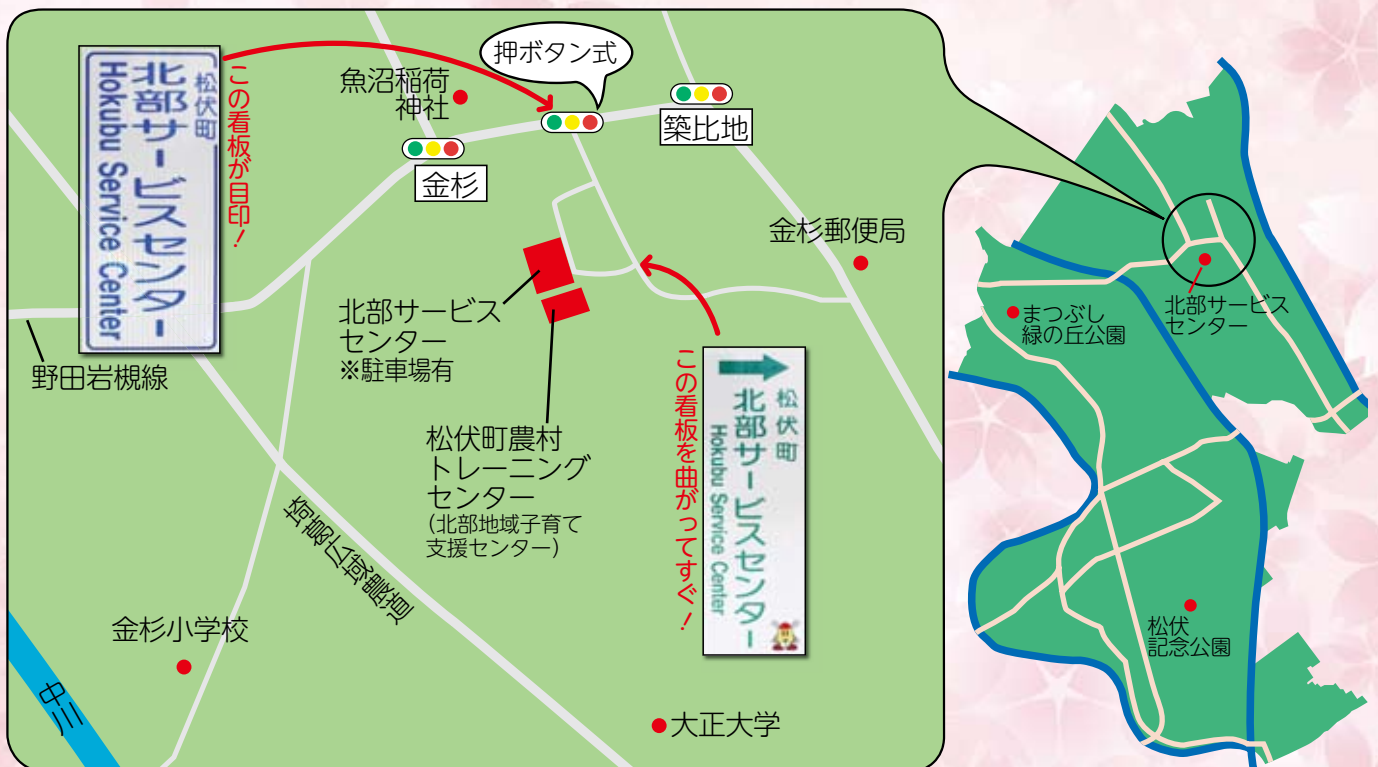 松伏町
北部サービスセンター
Hokubu Service Center
この看板が目印！
押ボタン式
魚沼稲荷
神社
築比地
金杉
金杉郵便局
北部サービス
センター
※駐車場有
野田岩槻線
松伏町農村
トレーニング
センター
（北部地域子育て
支援センター）
この看板を曲がってすぐ！
松伏町
北部サービスセンター
Hokubu Service Center
埼葛広域農道
金杉小学校
中川
大正大学
北部サービス
センター
まつぶし
緑の丘公園
松伏
記念公園